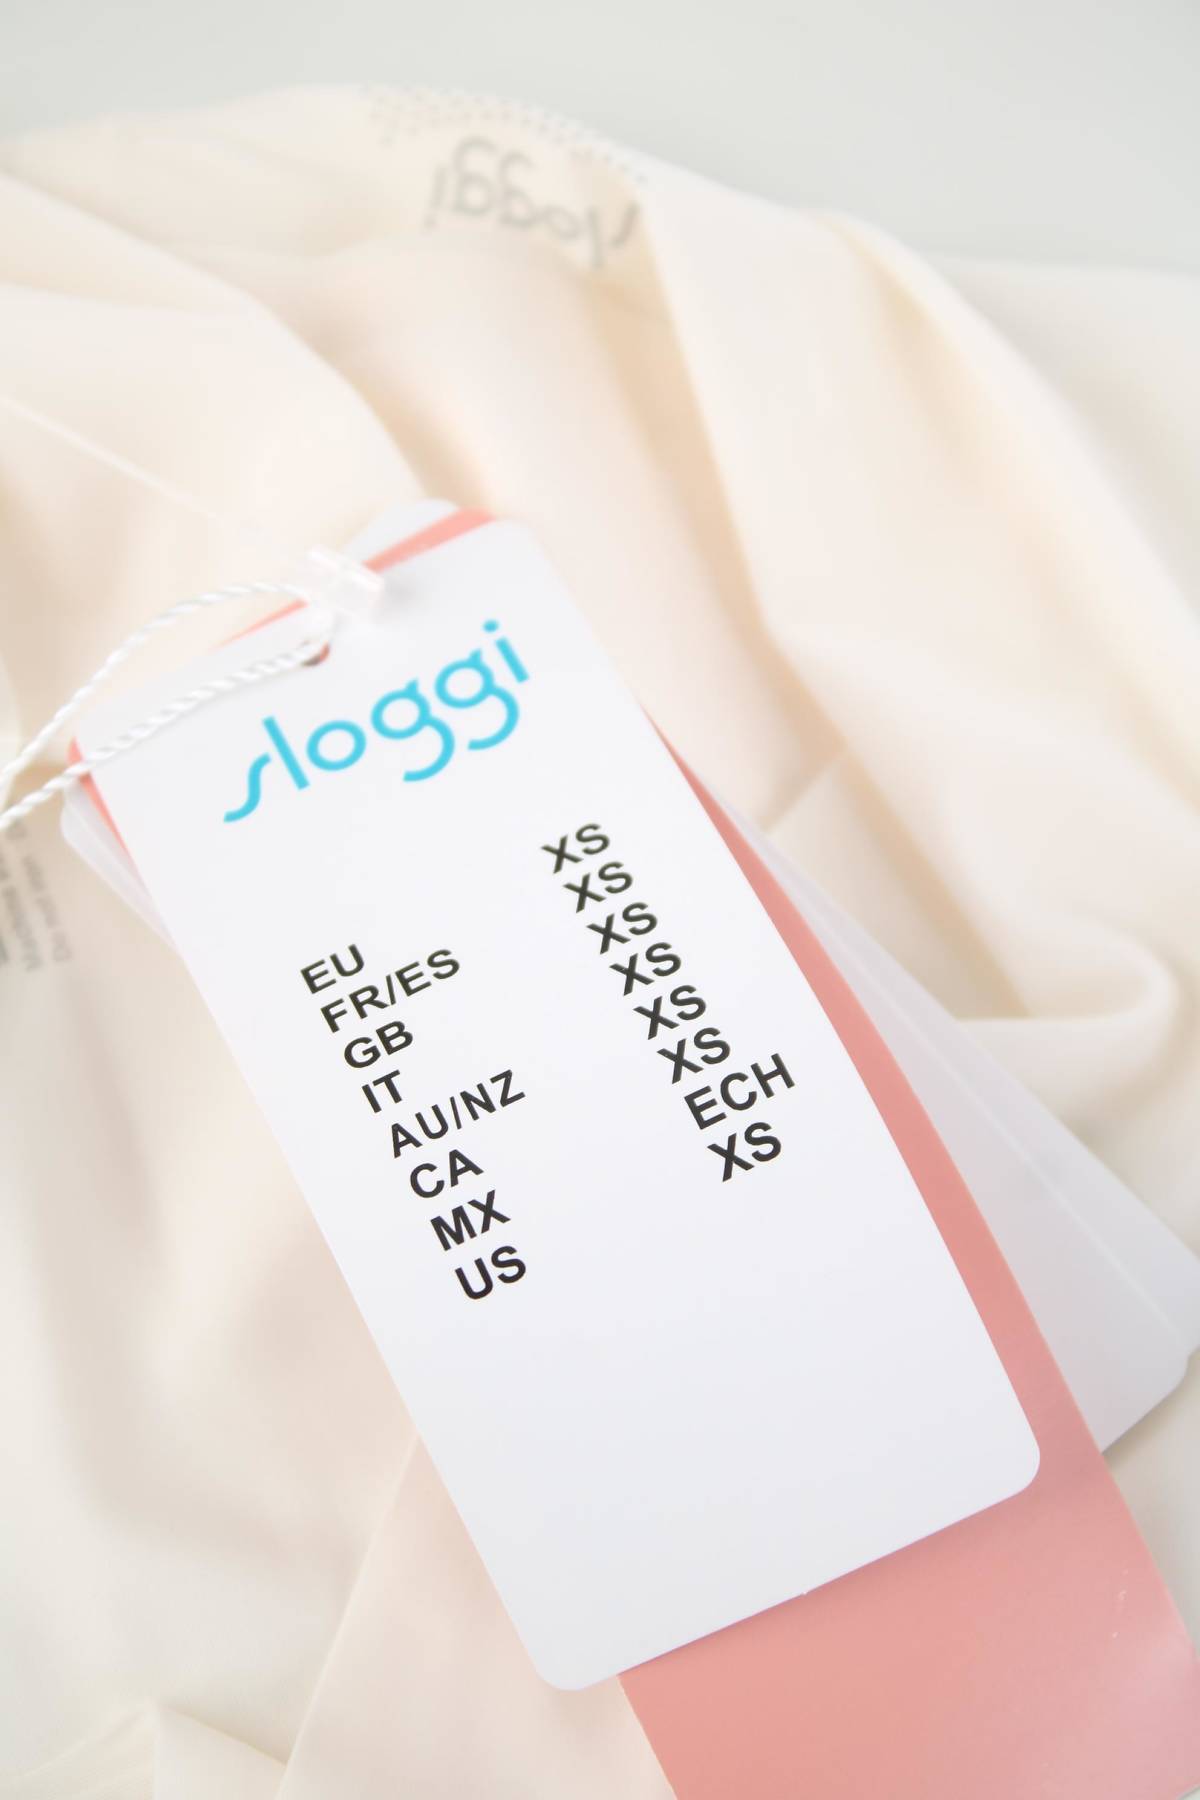 sloggi
sloggi
EU XS
FR/ES XS
GB XS
IT XS
AU/NZ XS
CA XS
MX ECH
US XS